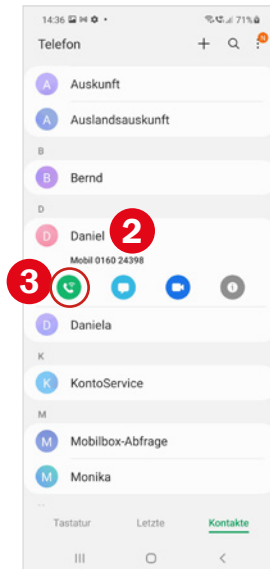 14:36 71%
Telefon
N
A Auskunft
A Auslandsauskunft
B
B Bernd
D
D Daniel 2
Mobil 0160 24398
3
D Daniela
K
K KontoService
M
M Mobilbox-Abfrage
M Monika
Tastatur Letzte Kontakte